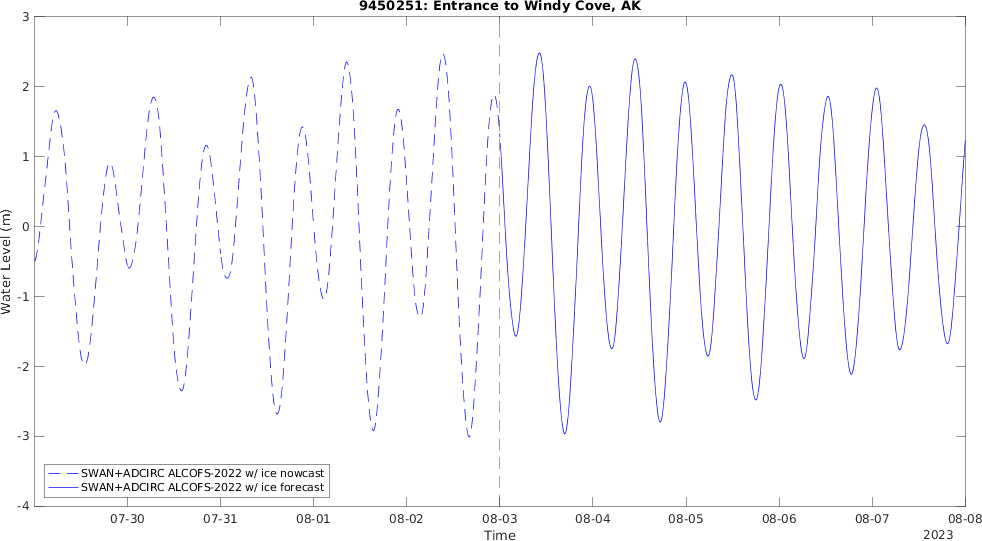 9450251: Entrance to Windy Cove, AK
3
2
1
0
-1
-2
-3
-4
Water Level (m)
SWAN+ADCIRC ALCOFS-2022 w/ ice nowcast
SWAN+ADCIRC ALCOFS-2022 w/ ice forecast
07-30 07-31 08-01 08-02 08-03 08-04 08-05 08-06 08-07 08-08
Time
2023